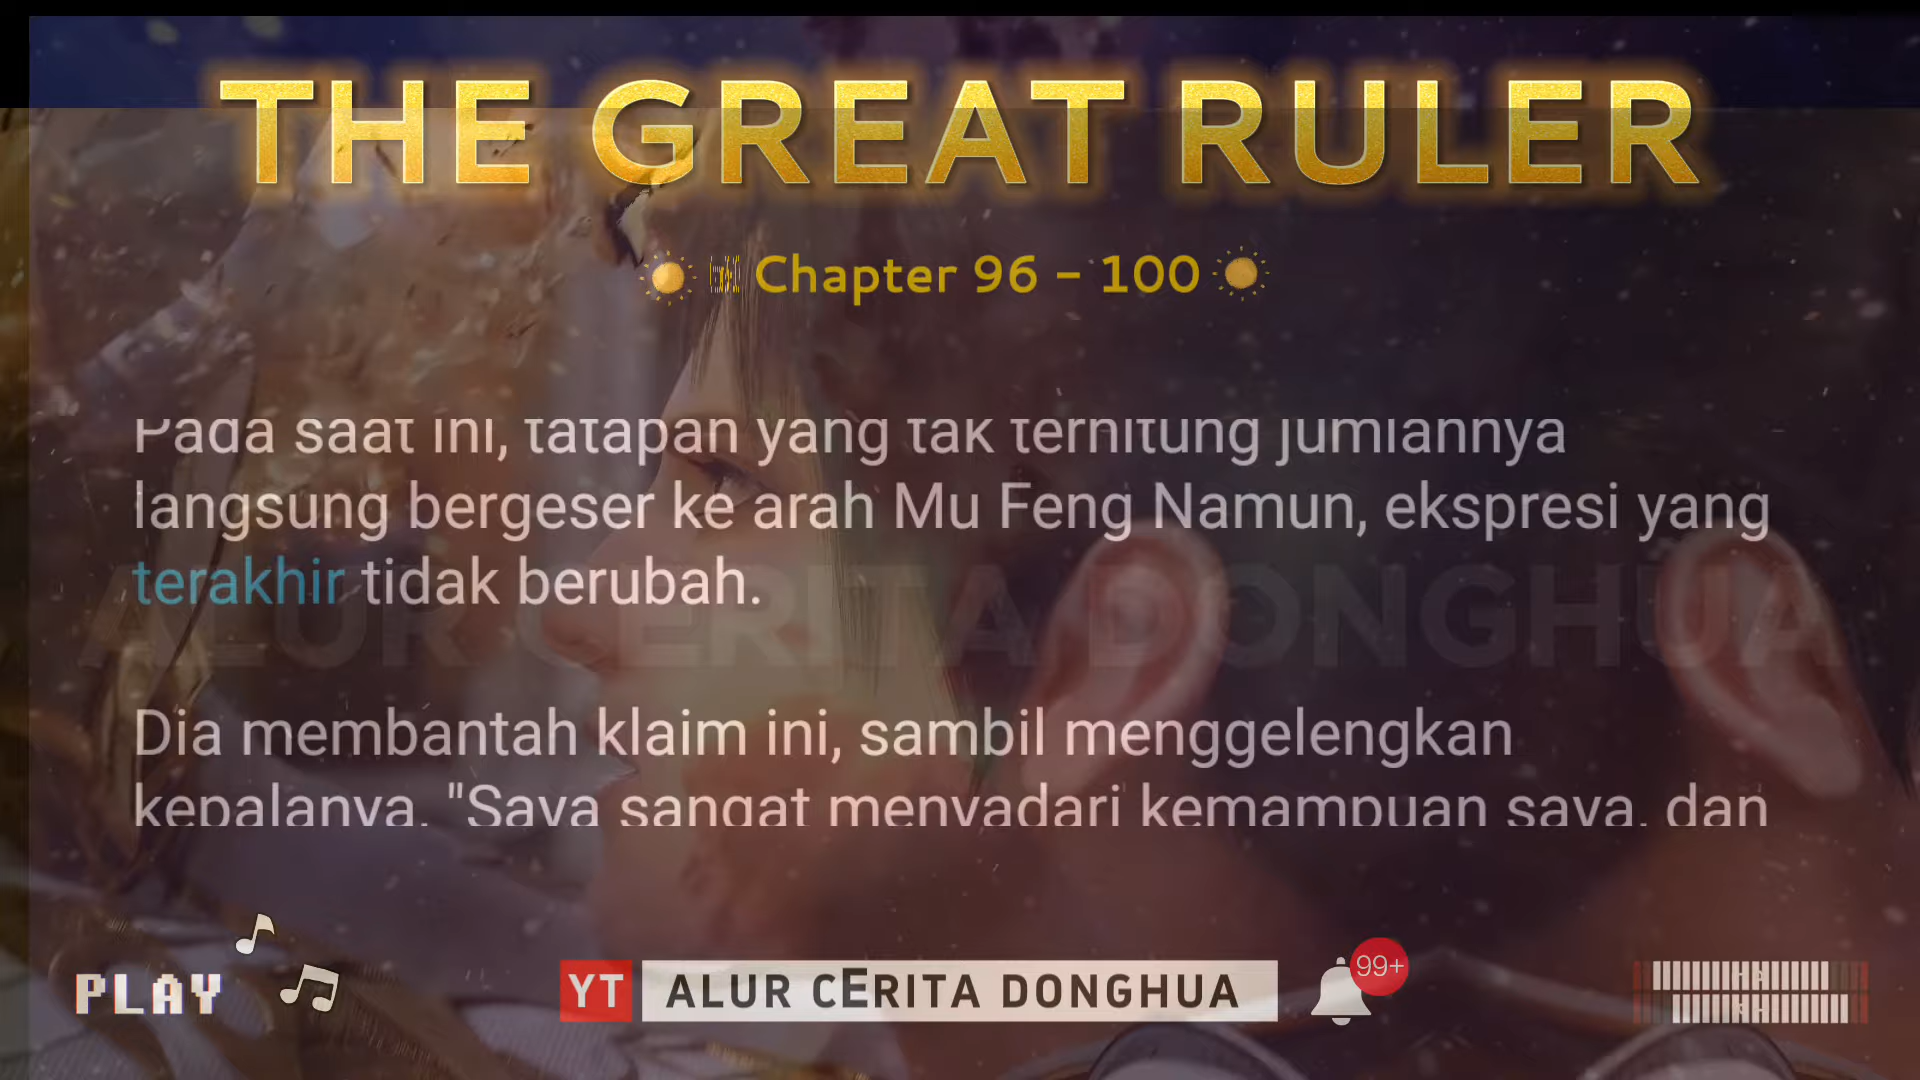 THE GREAT RULER
Chapter 96 - 100
Pada saat ini, tatapan yang tak terhitung jumlahnya
langsung bergeser ke arah Mu Feng Namun, ekspresi yang
terakhir tidak berubah.
ALUR CERITA DONGHUA
Dia membantah klaim ini, sambil menggelengkan
kepalanya. "Saya sangat menyadari kemampuan saya, dan
PLAY
YT ALUR CERITA DONGHUA
99+